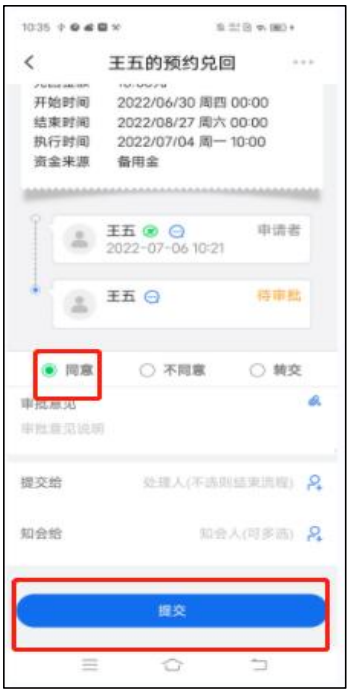 10:35
王五的预约兑回
开始时间 2022/06/30 周四 00:00
结束时间 2022/08/27 周六 00:00
执行时间 2022/07/04 周一 10:00
资金来源 备用金
王五 申请者
2022-07-06 10:21
王五 待审批
同意 不同意 转交
审批意见
审批意见说明
提交给 处理人(不选则结束流程)
知会给 知会人(可多选)
提交